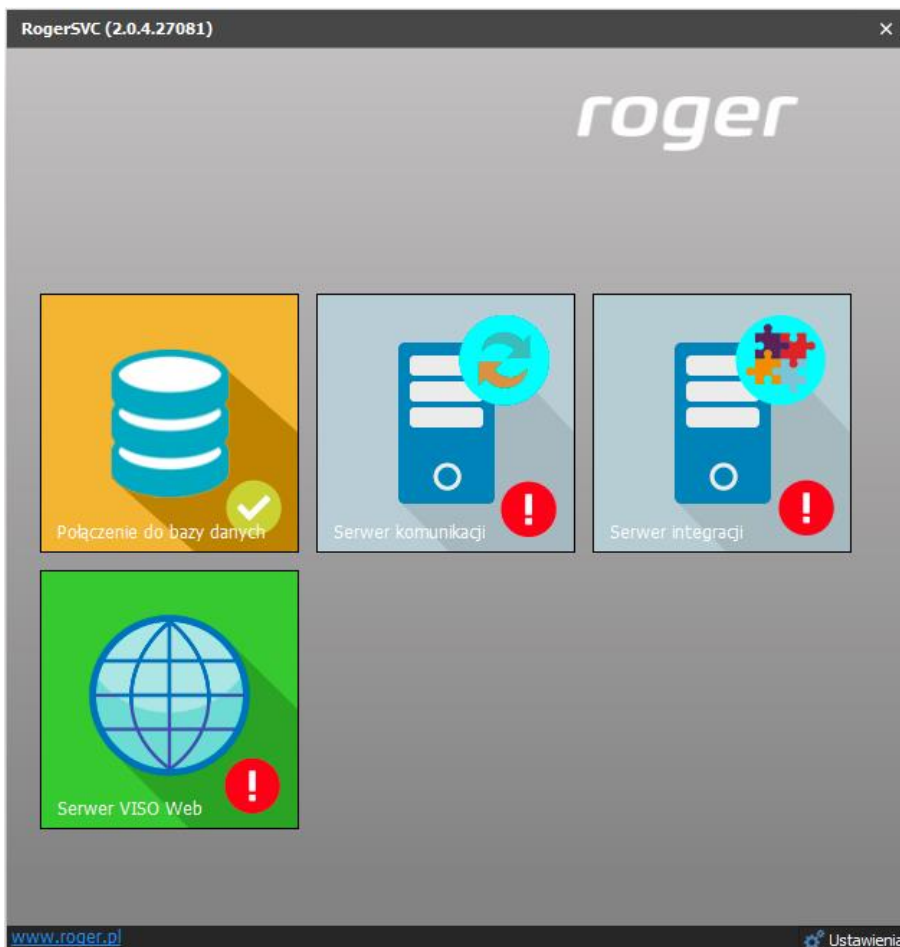 RogerSVC (2.0.4.27081)
roger
Połączenie do bazy danych
Serwer komunikacji
Serwer integracji
Serwer VISO Web
www.roger.pl
Ustawienia